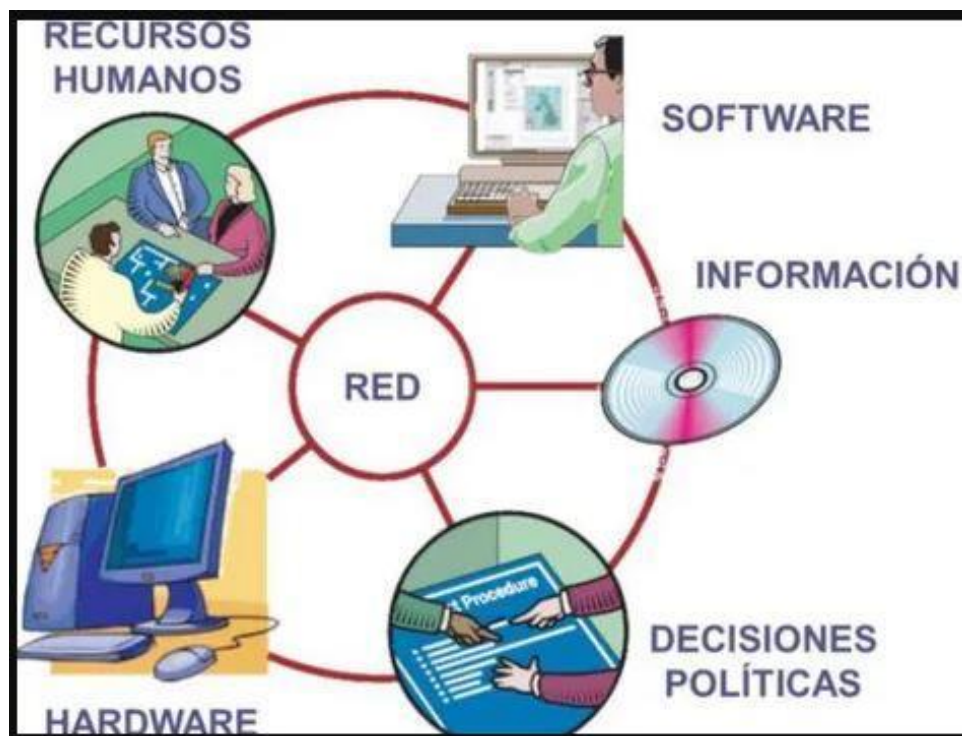 RECURSOS
HUMANOS
SOFTWARE
INFORMACIÓN
RED
Procedure
DECISIONES
POLÍTICAS
HARDWARE